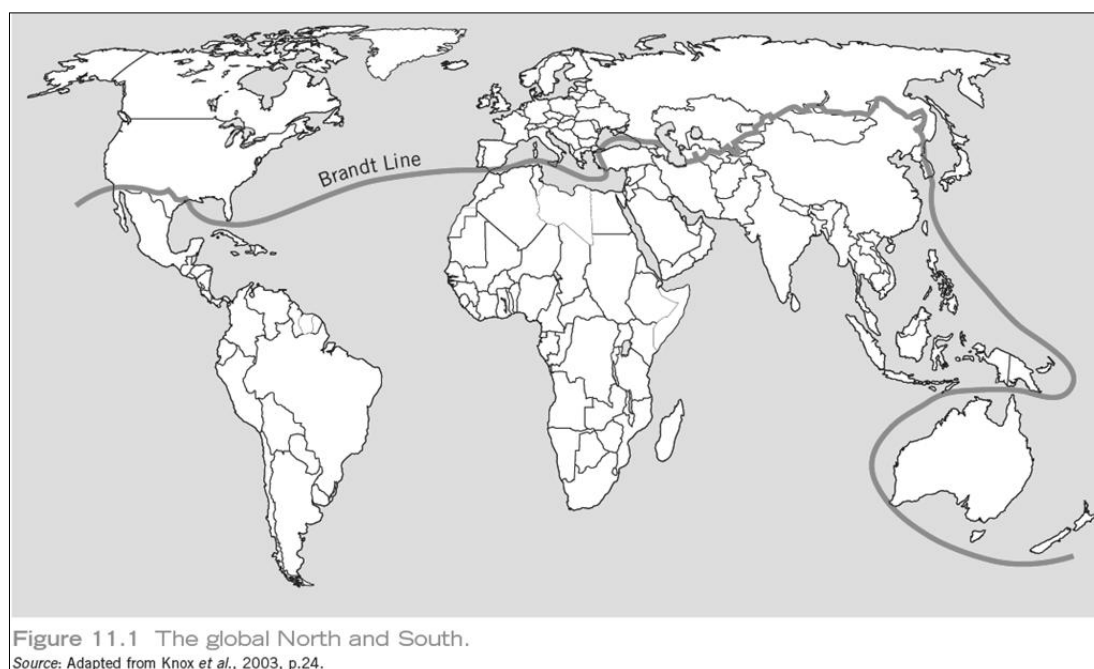 Brandt Line
Figure 11.1 The global North and South.
Source: Adapted from Knox et al., 2003, p.24.